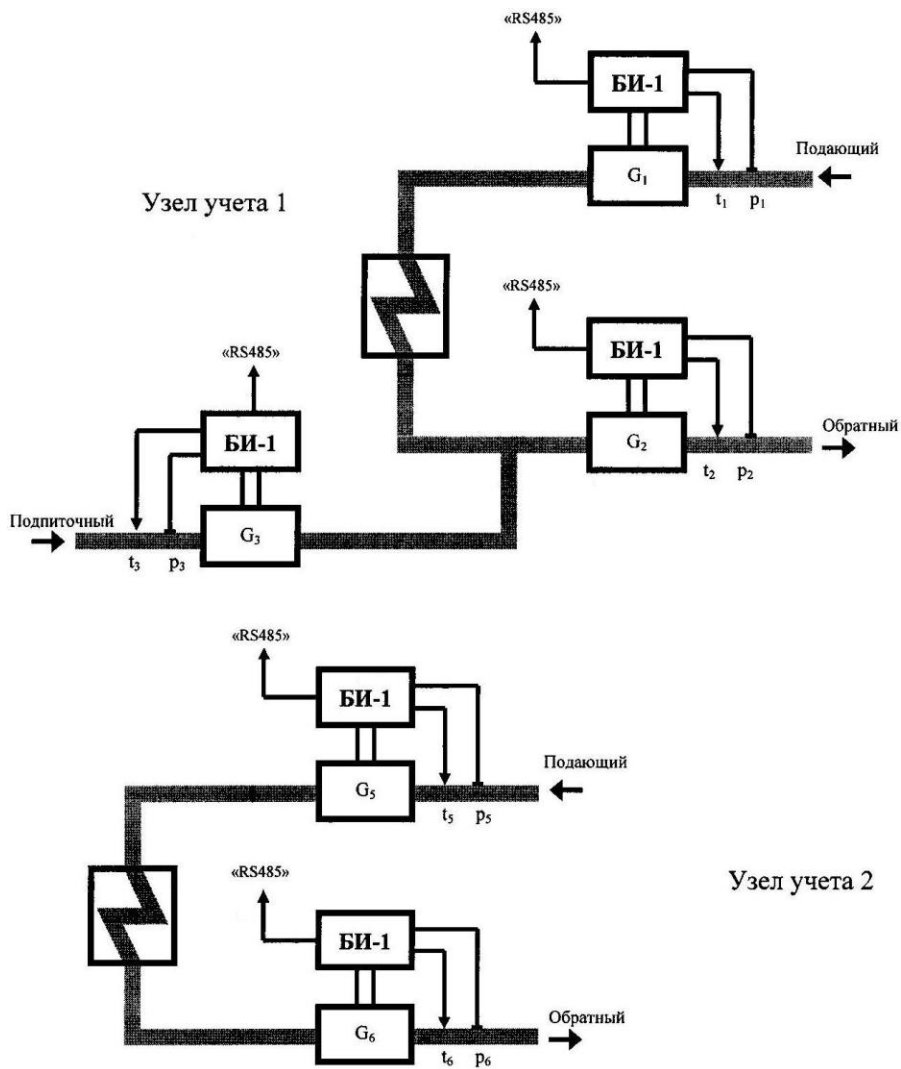 «RS485»
БИ-1
Подающий
G₁
t₁ p₁
Узел учета 1
«RS485»
БИ-1
«RS485»
Обратный
G₂
t₂ p₂
БИ-1
Подпиточный
G₃
t₃ p₃
«RS485»
БИ-1
Подающий
G₅
t₅ p₅
Узел учета 2
«RS485»
БИ-1
Обратный
G₆
t₆ p₆